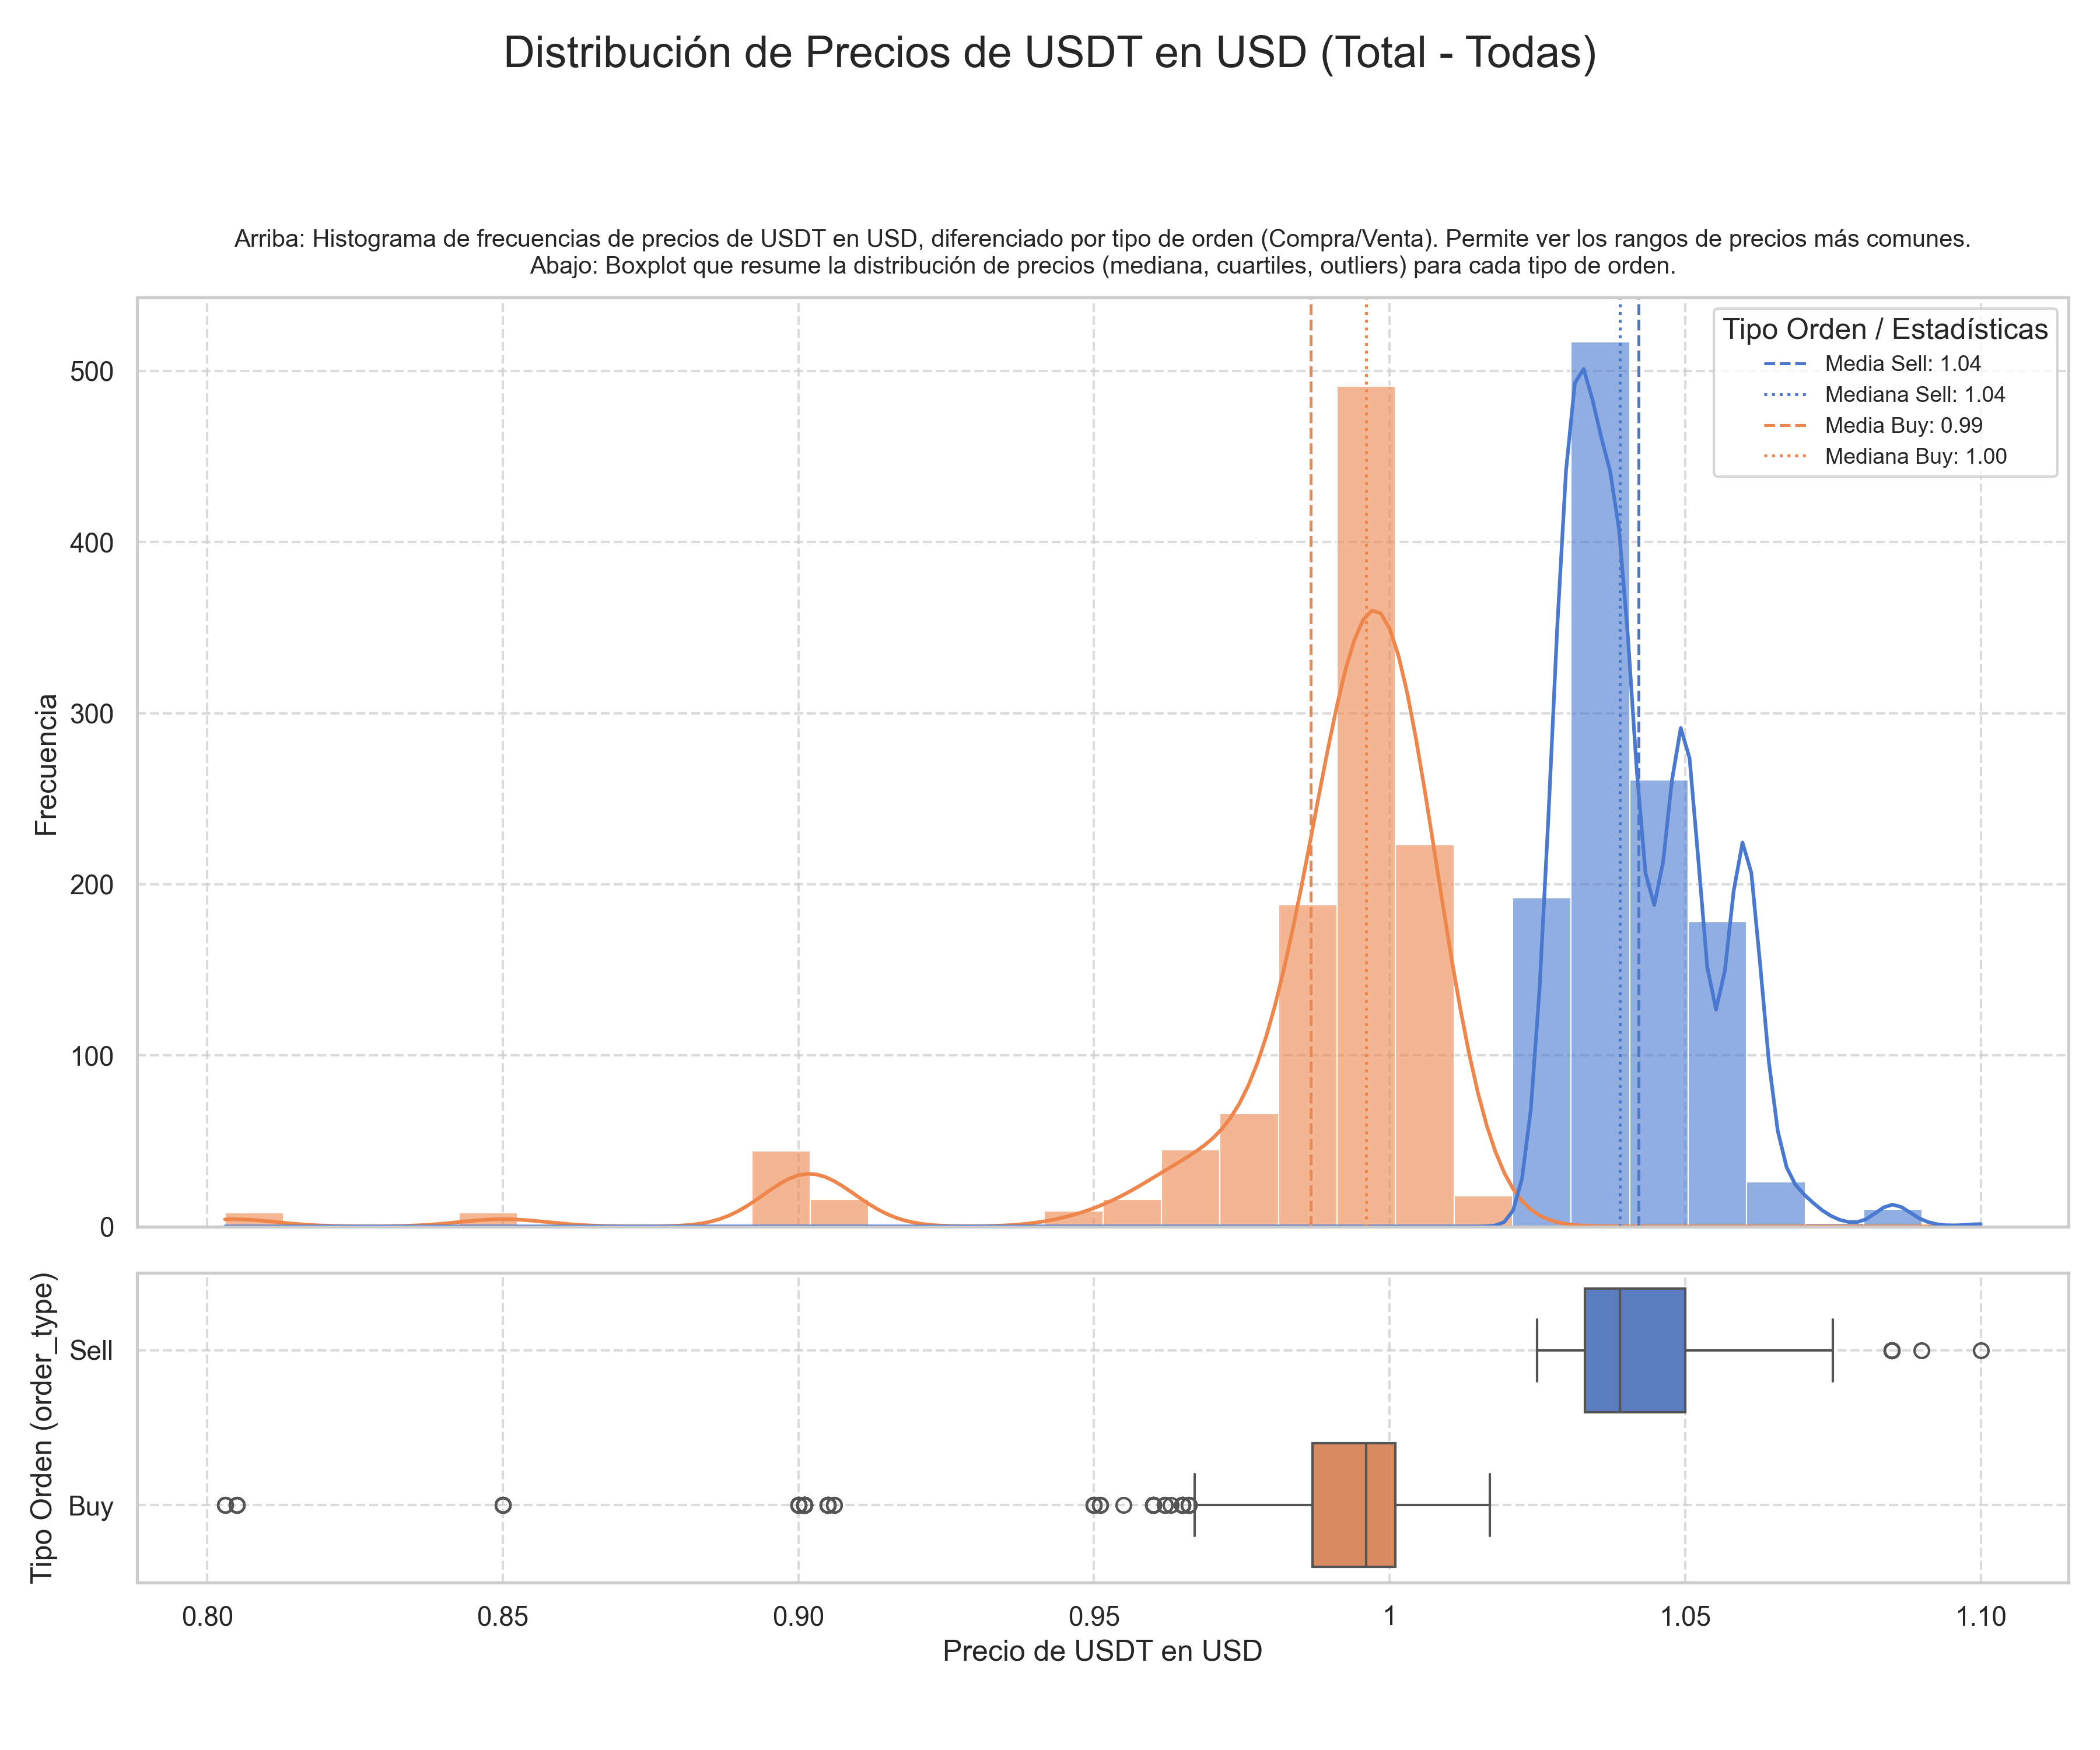 Distribución de Precios de USDT en USD (Total - Todas)
Arriba: Histograma de frecuencias de precios de USDT en USD, diferenciado por tipo de orden (Compra/Venta). Permite ver los rangos de precios más comunes.
Abajo: Boxplot que resume la distribución de precios (mediana, cuartiles, outliers) para cada tipo de orden.
Tipo Orden / Estadísticas
Media Sell: 1.04
Mediana Sell: 1.04
Media Buy: 0.99
Mediana Buy: 1.00
Frecuencia
500
400
300
200
100
0
Tipo Orden (order_type)
Sell
Buy
0.80
0.85
0.90
0.95
1
1.05
1.10
Precio de USDT en USD